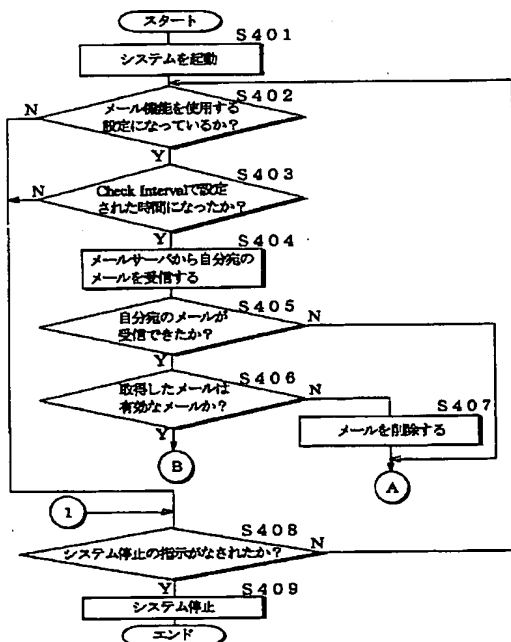 スタート
S401
システムを起動
S402
メール機能を使用する
設定になっているか?
N
Y
S403
Check Intervalで設定
された時間になったか?
N
Y
S404
メールサーバから自分宛の
メールを受信する
S405
自分宛のメールが
受信できたか?
N
Y
S406
取得したメールは
有効なメールか?
N
Y
S407
メールを削除する
B
A
1
S408
システム停止の指示がなされたか?
N
Y
S409
システム停止
エンド